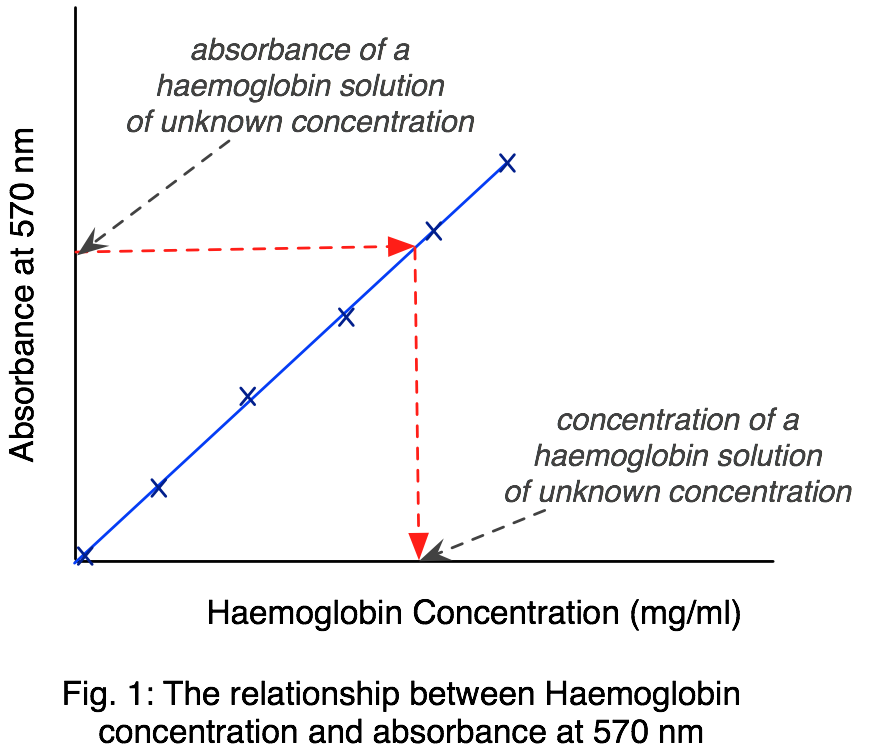 absorbance of a
haemoglobin solution
of unknown concentration
Absorbance at 570 nm
concentration of a
haemoglobin solution
of unknown concentration
Haemoglobin Concentration (mg/ml)
Fig. 1: The relationship between Haemoglobin
concentration and absorbance at 570 nm